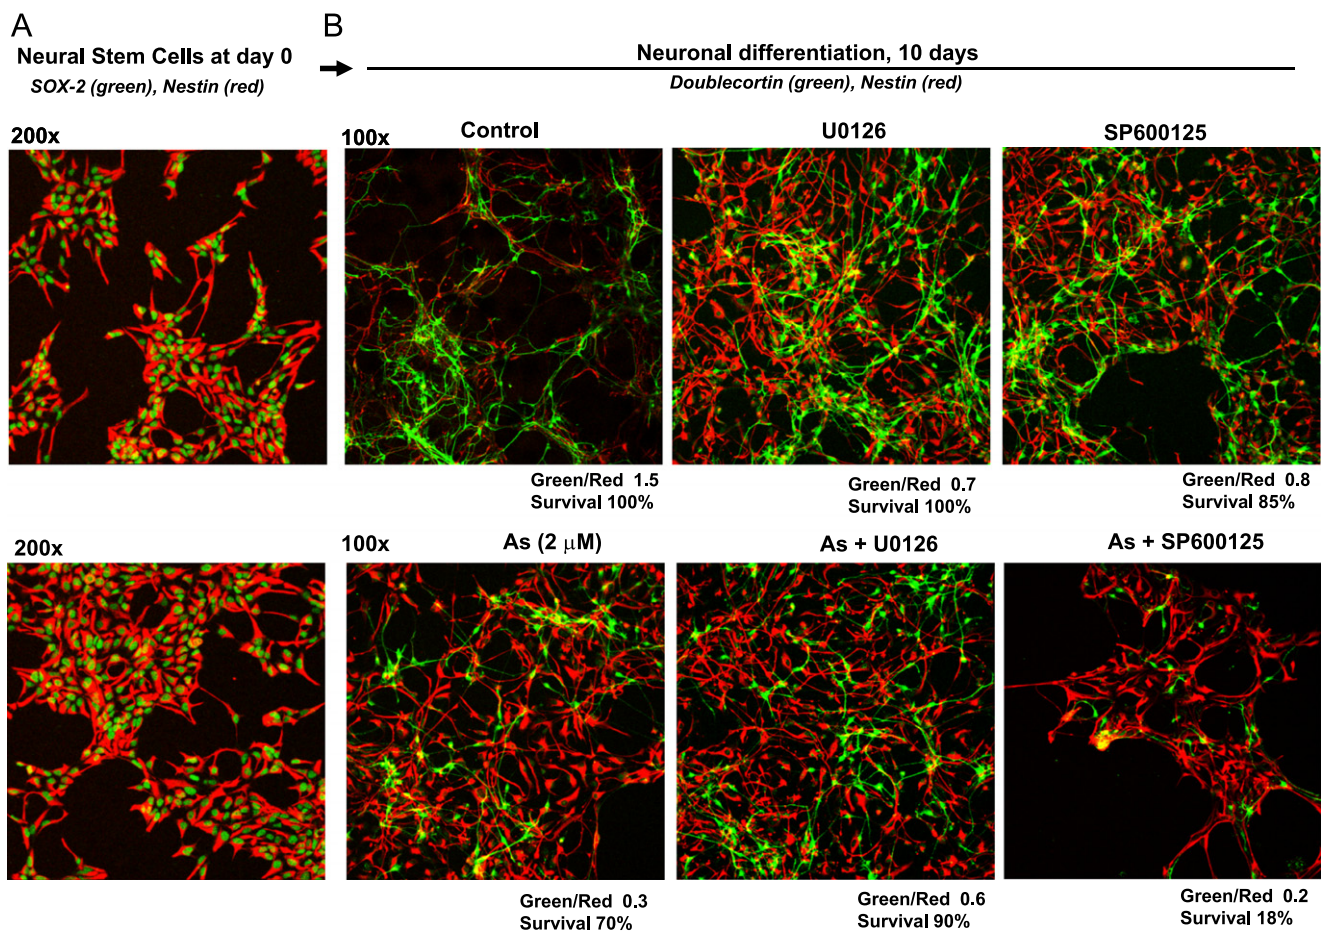 A
B
Neural Stem Cells at day 0
SOX-2 (green), Nestin (red)
Neuronal differentiation, 10 days
Doublecortin (green), Nestin (red)
200x
100x
Control
U0126
SP600125
Green/Red 1.5
Survival 100%
Green/Red 0.7
Survival 100%
Green/Red 0.8
Survival 85%
200x
100x
As (2 μM)
As + U0126
As + SP600125
Green/Red 0.3
Survival 70%
Green/Red 0.6
Survival 90%
Green/Red 0.2
Survival 18%